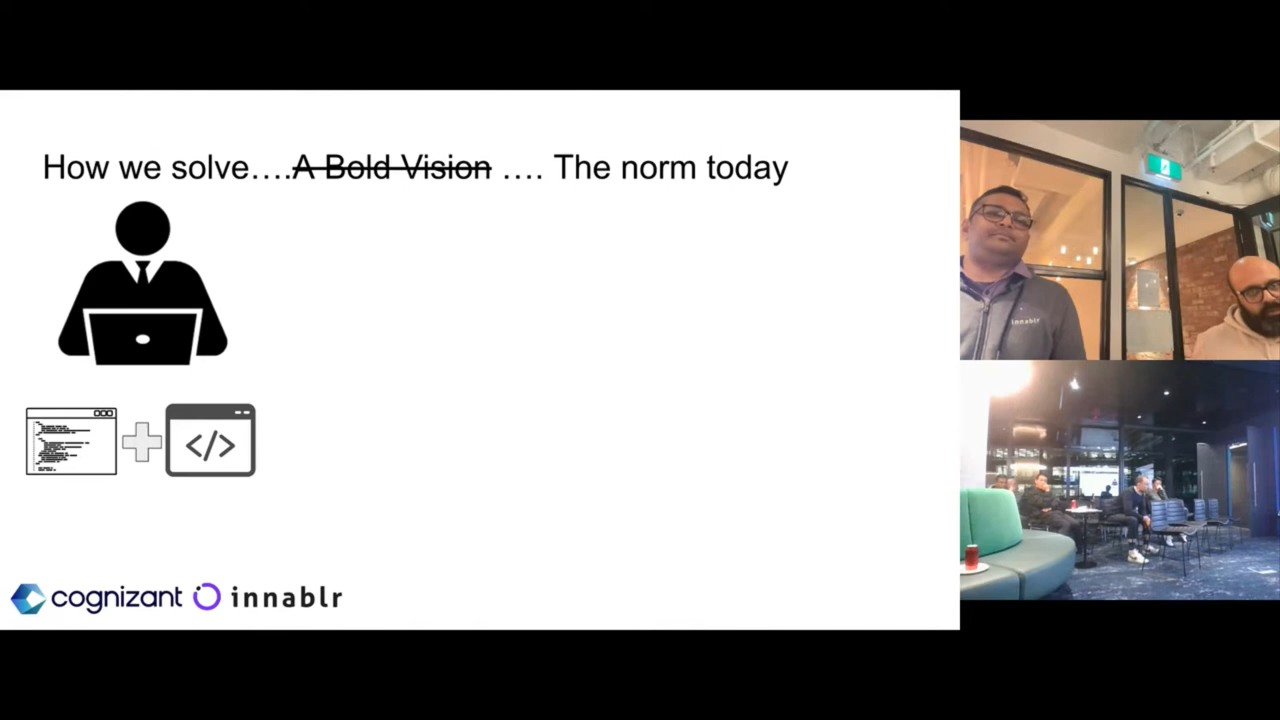 How we solve….A Bold Vision …. The norm today
</>
cognizant innablr
innablr